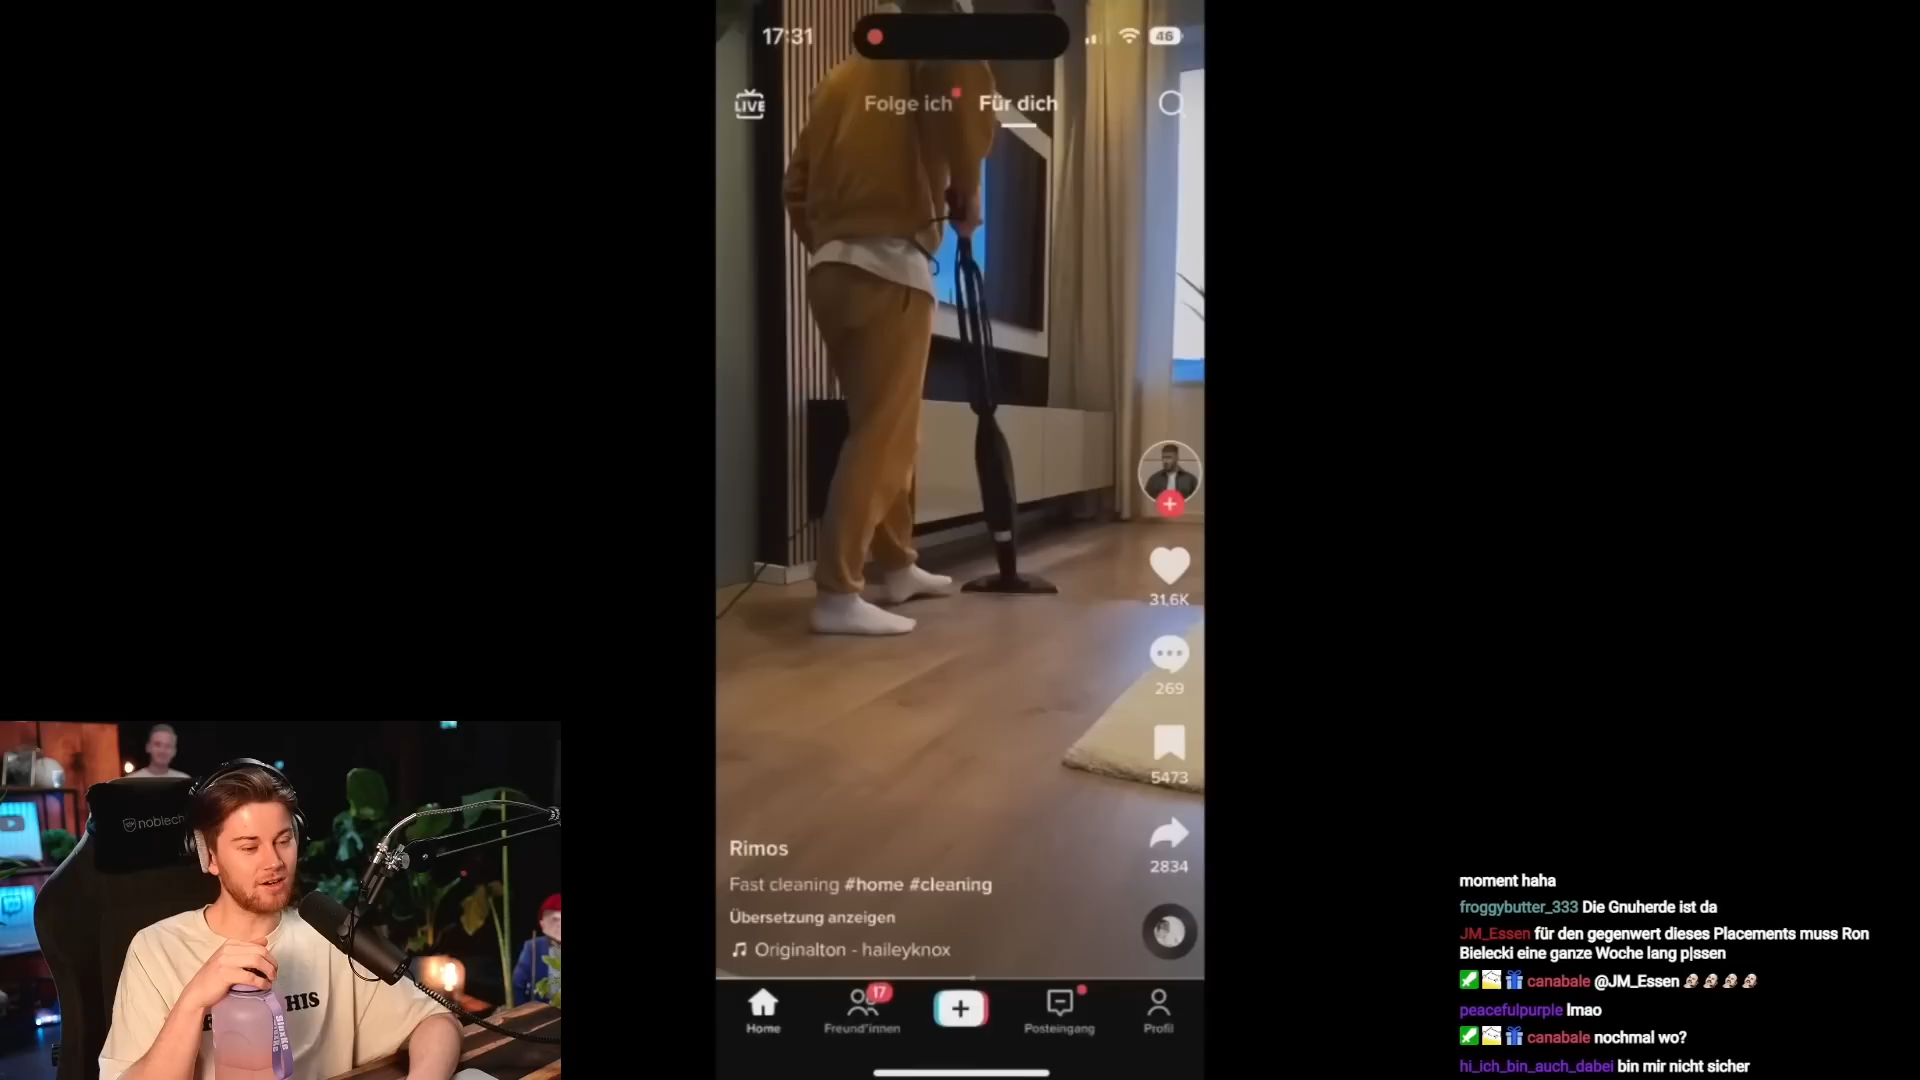 17:31
46
LIVE
Folge ich
Für dich
31,6K
269
5473
2834
Rimos
Fast cleaning #home #cleaning
Übersetzung anzeigen
Originalton - haileyknox
Home
17
Freund*innen
Posteingang
Profil
noblech
HIS
moment haha
froggybutter_333 Die Gnuherde ist da
JM_Essen für den gegenwert dieses Placements muss Ron
Bielecki eine ganze Woche lang p|ssen
canabale @JM_Essen
peacefulpurple lmao
canabale nochmal wo?
hi_ich_bin_auch_dabei bin mir nicht sicher